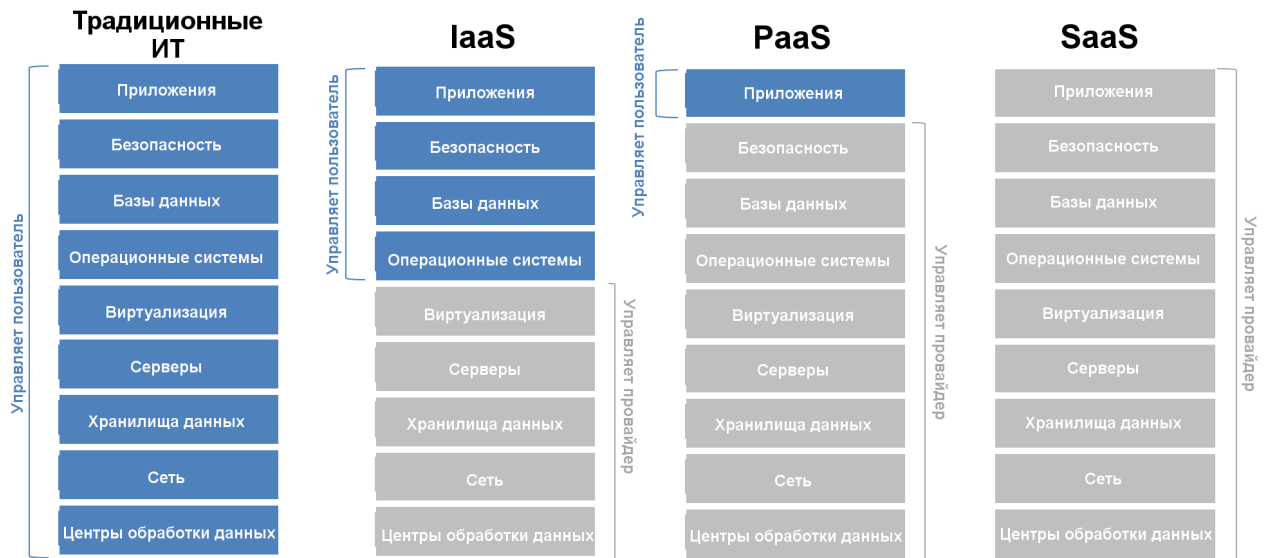 Традиционные
ИТ
Управляет пользователь
Приложения
Безопасность
Базы данных
Операционные системы
Виртуализация
Серверы
Хранилища данных
Сеть
Центры обработки данных
IaaS
Управляет пользователь
Приложения
Безопасность
Базы данных
Операционные системы
Виртуализация
Серверы
Хранилища данных
Сеть
Центры обработки данных
Управляет провайдер
PaaS
Управляет пользователь
Приложения
Безопасность
Базы данных
Операционные системы
Виртуализация
Серверы
Хранилища данных
Сеть
Центры обработки данных
Управляет провайдер
SaaS
Приложения
Безопасность
Базы данных
Операционные системы
Виртуализация
Серверы
Хранилища данных
Сеть
Центры обработки данных
Управляет провайдер